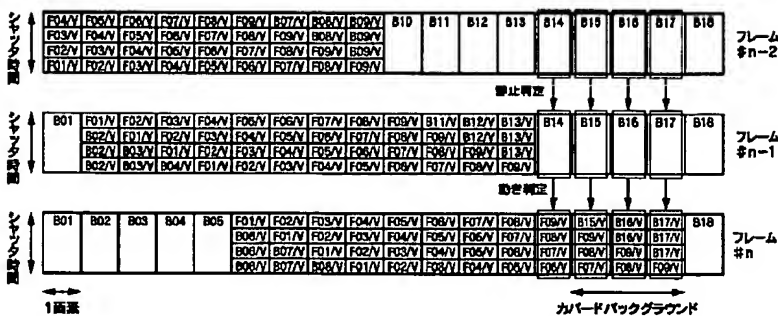 シャッタ時間
F04/V F05/V F06/V F07/V F08/V F09/V B07/V B08/V B09/V B10 B11 B12 B13 B14 B15 B16 B17 B18
F03/V F04/V F05/V F06/V F07/V F08/V F09/V B08/V B09/V
F02/V F03/V F04/V F05/V F06/V F07/V F08/V F09/V B09/V
F01/V F02/V F03/V F04/V F05/V F06/V F07/V F08/V F09/V
フレーム
#n-2
静止判定
シャッタ時間
B01 F01/V F02/V F03/V F04/V F05/V F06/V F07/V F08/V F09/V B11/V B12/V B13/V B14 B15 B16 B17 B18
B02/V F01/V F02/V F03/V F04/V F05/V F06/V F07/V F08/V F09/V B12/V B13/V
B02/V B03/V F01/V F02/V F03/V F04/V F05/V F06/V F07/V F08/V F09/V B13/V
B02/V B03/V B04/V F01/V F02/V F03/V F04/V F05/V F06/V F07/V F08/V F09/V
フレーム
#n-1
動き判定
シャッタ時間
B01 B02 B03 B04 B05 F01/V F02/V F03/V F04/V F05/V F06/V F07/V F08/V F09/V B15/V B16/V B17/V B18
B06/V F01/V F02/V F03/V F04/V F05/V F06/V F07/V F08/V F09/V B16/V B17/V
B06/V B07/V F01/V F02/V F03/V F04/V F05/V F06/V F07/V F08/V F09/V B17/V
B06/V B07/V B08/V F01/V F02/V F03/V F04/V F05/V F06/V F07/V F08/V F09/V
フレーム
#n
1画素
カバードバックグラウンド